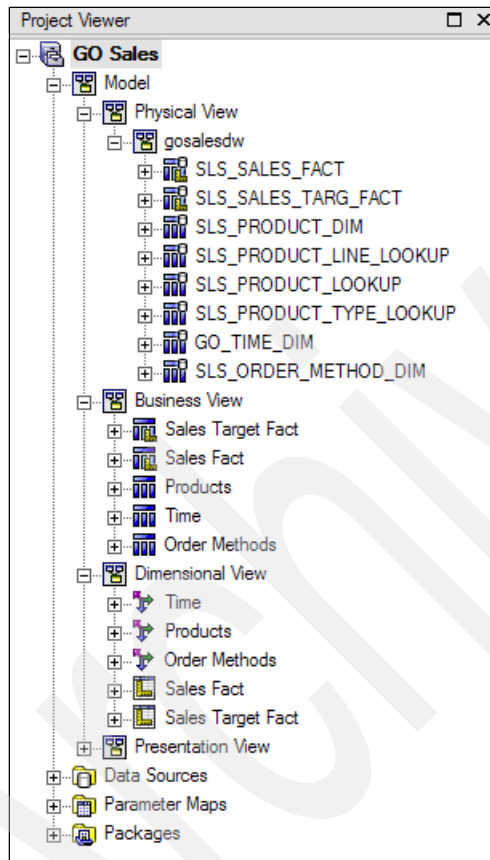 Project Viewer
GO Sales
Model
Physical View
gosalesdw
SLS_SALES_FACT
SLS_SALES_TARG_FACT
SLS_PRODUCT_DIM
SLS_PRODUCT_LINE_LOOKUP
SLS_PRODUCT_LOOKUP
SLS_PRODUCT_TYPE_LOOKUP
GO_TIME_DIM
SLS_ORDER_METHOD_DIM
Business View
Sales Target Fact
Sales Fact
Products
Time
Order Methods
Dimensional View
Time
Products
Order Methods
Sales Fact
Sales Target Fact
Presentation View
Data Sources
Parameter Maps
Packages